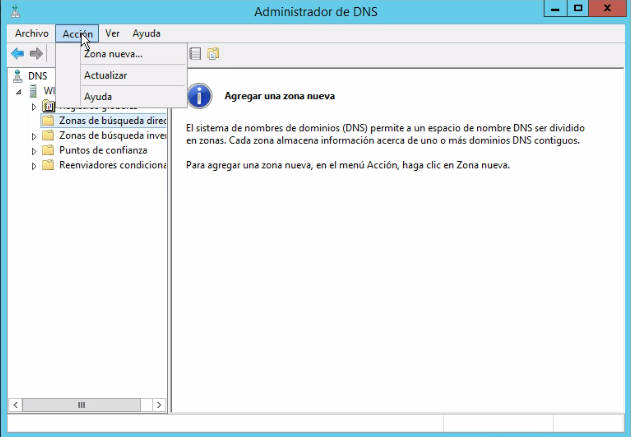 Administrador de DNS
Archivo Acción Ver Ayuda
Zona nueva...
Actualizar
Ayuda
DNS
WI
Registros globales
Zonas de búsqueda direc
Zonas de búsqueda inver
Puntos de confianza
Reenviadores condiciona
Agregar una zona nueva
El sistema de nombres de dominios (DNS) permite a un espacio de nombre DNS ser dividido
en zonas. Cada zona almacena información acerca de uno o más dominios DNS contiguos.
Para agregar una zona nueva, en el menú Acción, haga clic en Zona nueva.